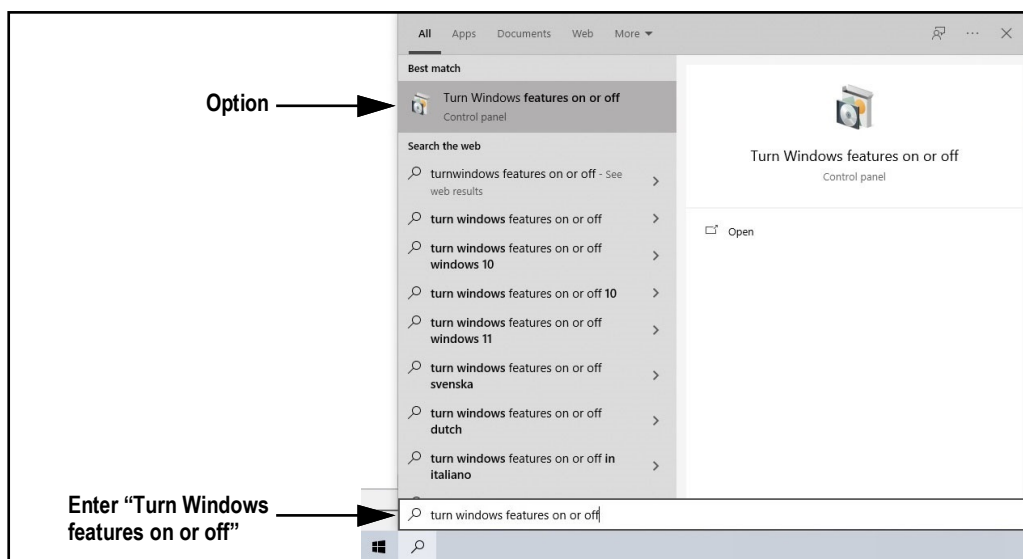 All Apps Documents Web More
Best match
Option
Turn Windows features on or off
Control panel
Search the web
turnwindows features on or off - See
web results
turn windows features on or off
turn windows features on or off
windows 10
turn windows features on or off 10
turn windows features on or off
windows 11
turn windows features on or off
svenska
turn windows features on or off
dutch
turn windows features on or off in
italiano
Turn Windows features on or off
Control panel
Open
Enter “Turn Windows
features on or off”
turn windows features on or off